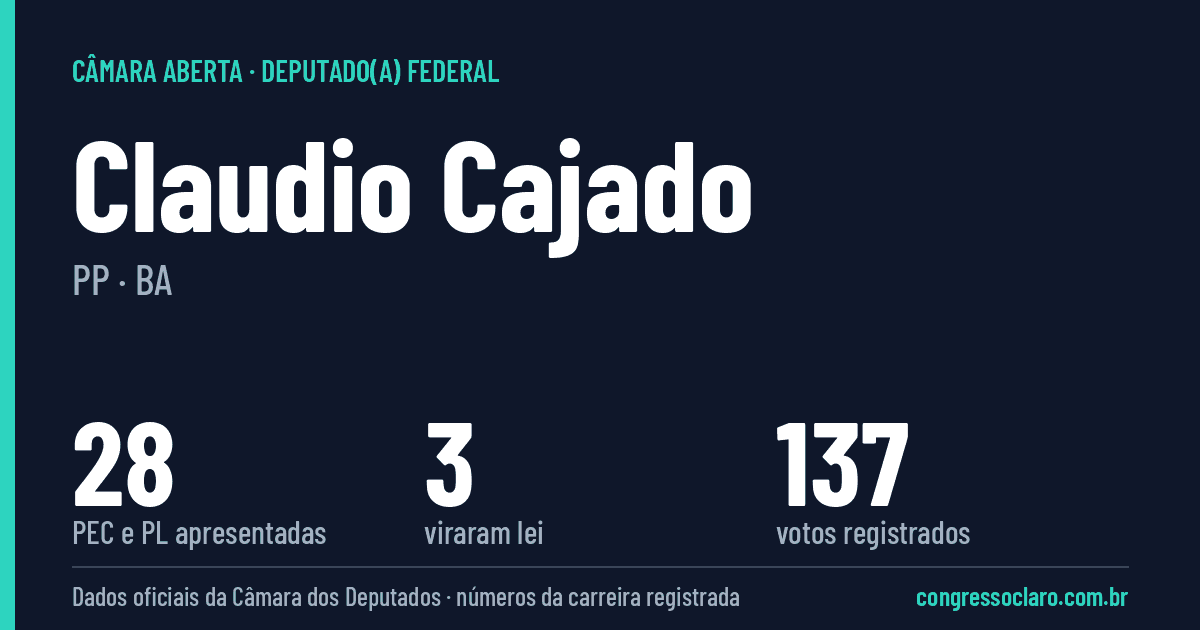 CÂMARA ABERTA · DEPUTADO(A) FEDERAL
Claudio Cajado
PP · BA
28 3 137
PEC e PL apresentadas viraram lei votos registrados
Dados oficiais da Câmara dos Deputados · números da carreira registrada congressoclaro.com.br